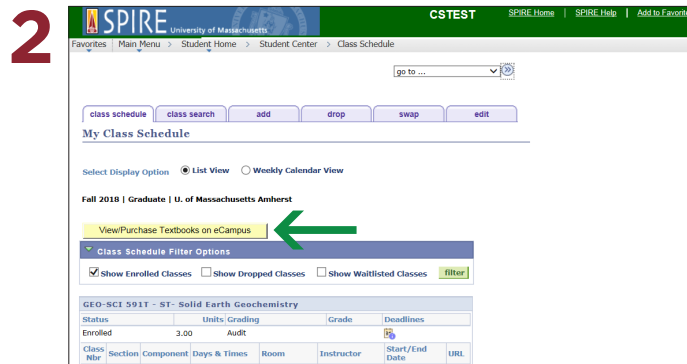 2
SPIRE University of Massachusetts
CSTEST
SPIRE Home | SPIRE Help | Add to Favorite
Favorites | Main Menu > Student Home > Student Center > Class Schedule
go to ...
class schedule class search add drop swap edit
My Class Schedule
Select Display Option List View Weekly Calendar View
Fall 2018 | Graduate | U. of Massachusetts Amherst
View/Purchase Textbooks on eCampus
Class Schedule Filter Options
Show Enrolled Classes Show Dropped Classes Show Waitlisted Classes filter
GEO-SCI 591T - ST- Solid Earth Geochemistry
Status Units Grading Grade Deadlines
Enrolled 3.00 Audit
Class Nbr Section Component Days & Times Room Instructor Start/End Date URL